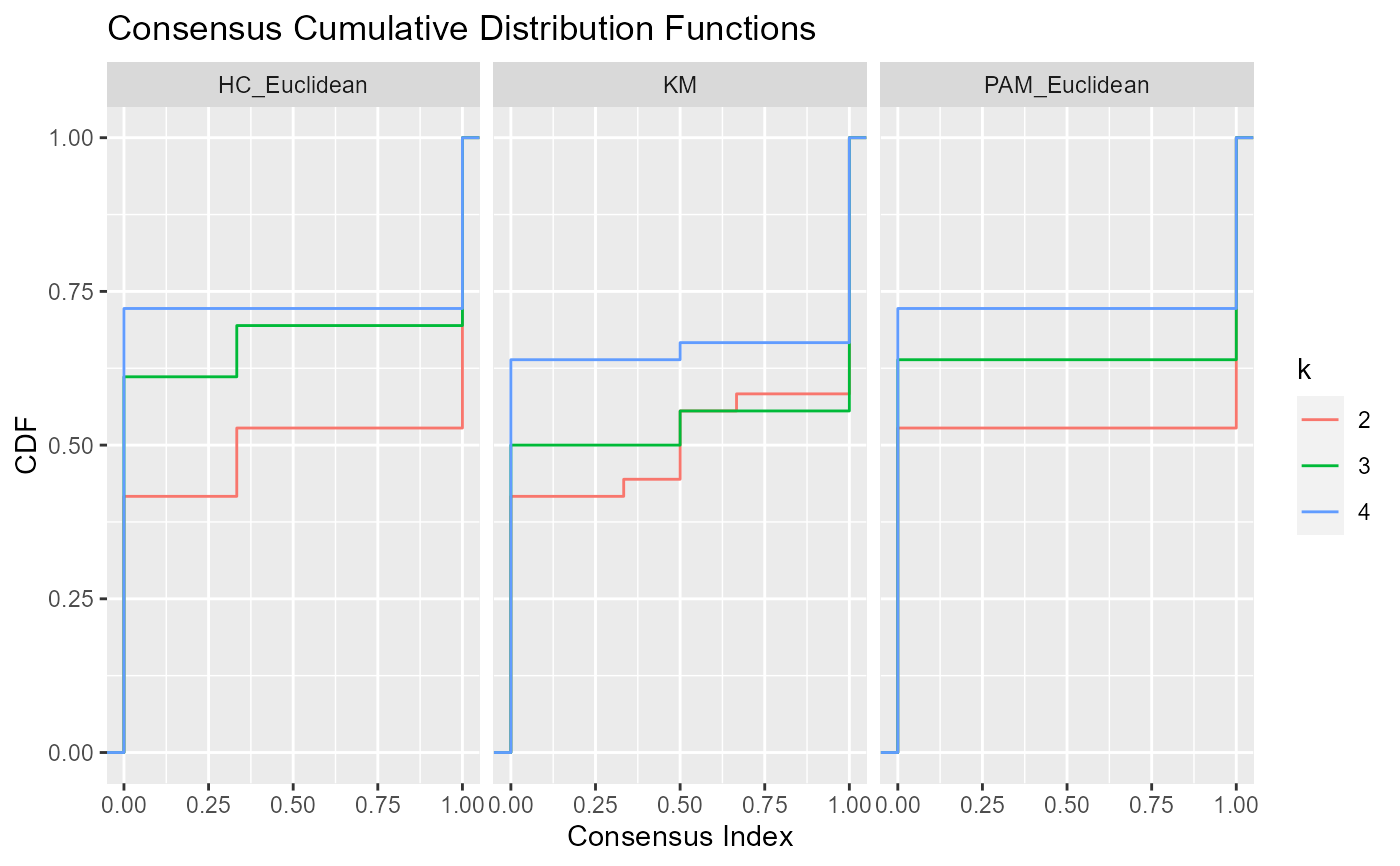 Consensus Cumulative Distribution Functions
HC_Euclidean
KM
PAM_Euclidean
1.00
0.75
0.50
0.25
0.00
CDF
0.00 0.25 0.50 0.75 1.00 0.00 0.25 0.50 0.75 1.00 0.00 0.25 0.50 0.75 1.00
Consensus Index
k
2
3
4